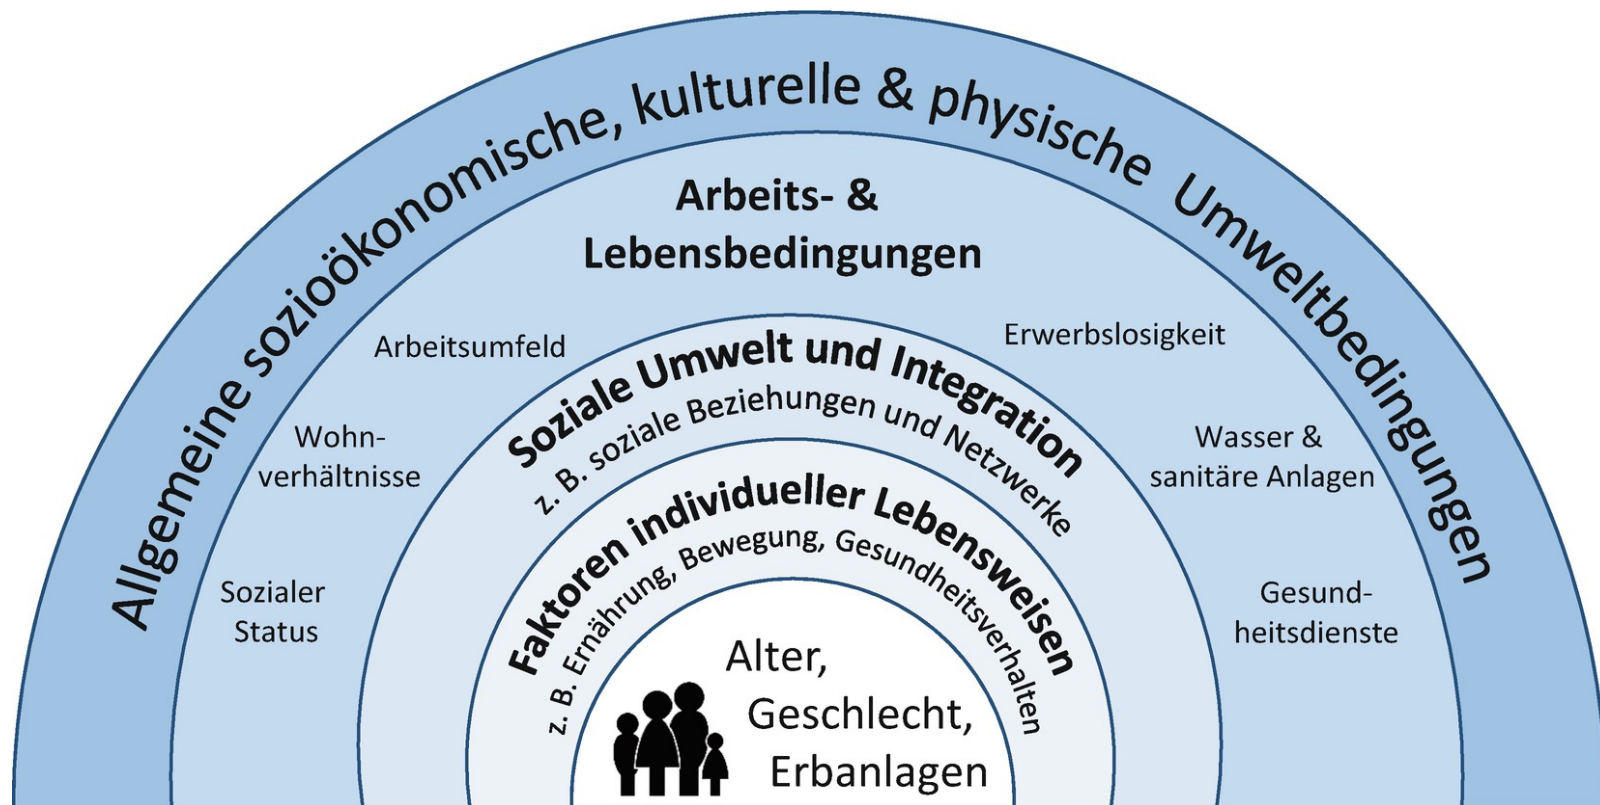 Allgemeine sozioökonomische, kulturelle & physische Umweltbedingungen
Arbeits- &
Lebensbedingungen
Arbeitsumfeld
Erwerbslosigkeit
Wohn-
verhältnisse
Wasser &
sanitäre Anlagen
Sozialer
Status
Gesund-
heitsdienste
Soziale Umwelt und Integration
z. B. soziale Beziehungen und Netzwerke
Faktoren individueller Lebensweisen
z. B. Ernährung, Bewegung, Gesundheitsverhalten
Alter,
Geschlecht,
Erbanlagen